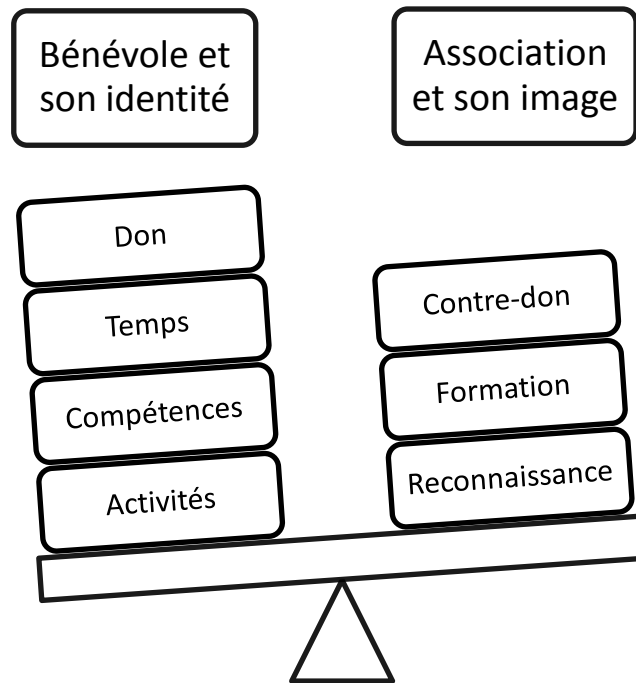 Bénévole et
son identité
Association
et son image
Don
Temps
Compétences
Activités
Contre-don
Formation
Reconnaissance